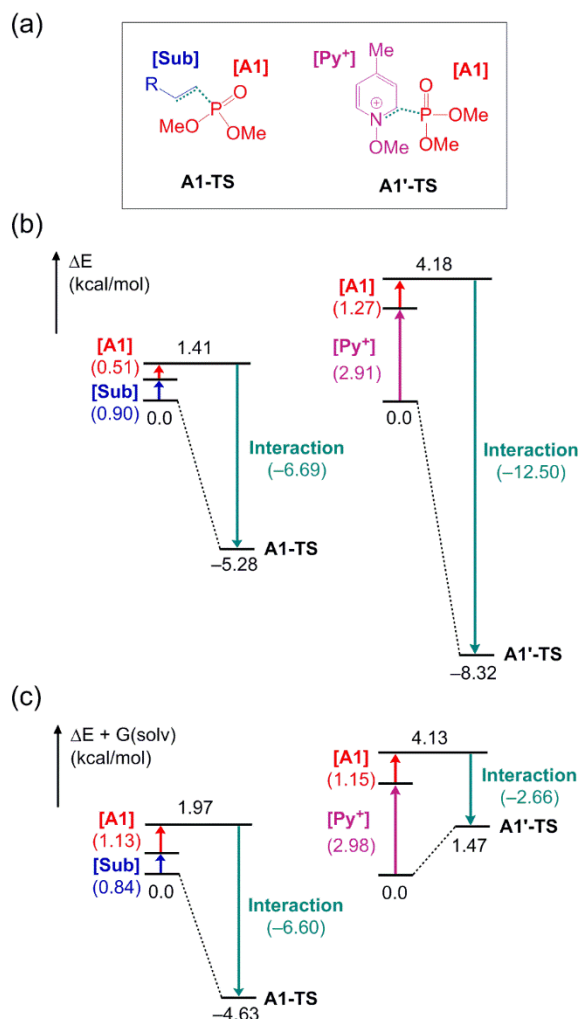 (a)
[Sub]
[A1]
R
O
P
MeO
OMe
A1-TS
Me
[Py⁺]
[A1]
O
P
OMe
OMe
N
+
OMe
A1'-TS
(b)
ΔE
(kcal/mol)
[A1]
(0.51)
[Sub]
(0.90)
1.41
0.0
Interaction
(–6.69)
A1-TS
–5.28
4.18
[A1]
(1.27)
[Py⁺]
(2.91)
0.0
Interaction
(–12.50)
A1'-TS
–8.32
(c)
ΔE + G(solv)
(kcal/mol)
1.97
[A1]
(1.13)
[Sub]
(0.84)
0.0
Interaction
(–6.60)
A1-TS
–4.63
4.13
[A1]
(1.15)
[Py⁺]
(2.98)
0.0
Interaction
(–2.66)
A1'-TS
1.47